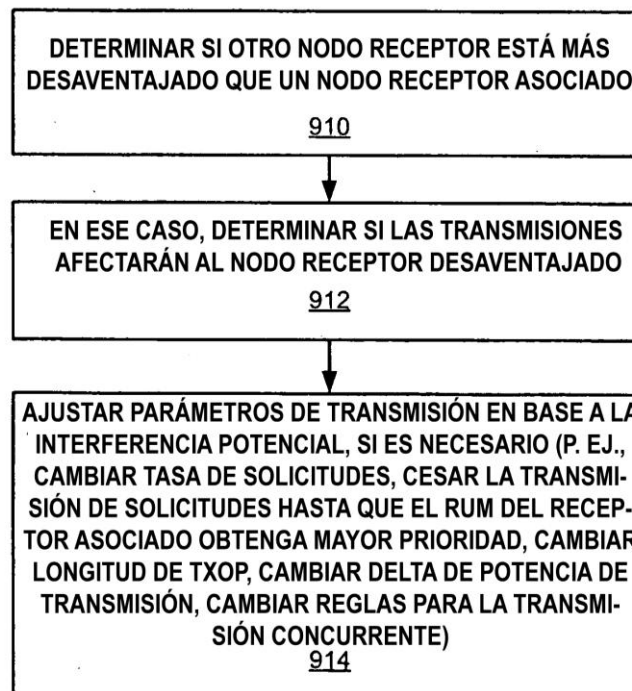 DETERMINAR SI OTRO NODO RECEPTOR ESTÁ MÁS
DESAVENTAJADO QUE UN NODO RECEPTOR ASOCIADO
910
EN ESE CASO, DETERMINAR SI LAS TRANSMISIONES
AFECTARÁN AL NODO RECEPTOR DESAVENTAJADO
912
AJUSTAR PARÁMETROS DE TRANSMISIÓN EN BASE A LA
INTERFERENCIA POTENCIAL, SI ES NECESARIO (P. EJ.,
CAMBIAR TASA DE SOLICITUDES, CESAR LA TRANSMI-
SIÓN DE SOLICITUDES HASTA QUE EL RUM DEL RECEP-
TOR ASOCIADO OBTENGA MAYOR PRIORIDAD, CAMBIAR
LONGITUD DE TXOP, CAMBIAR DELTA DE POTENCIA DE
TRANSMISIÓN, CAMBIAR REGLAS PARA LA TRANSMI-
SIÓN CONCURRENTE)
914